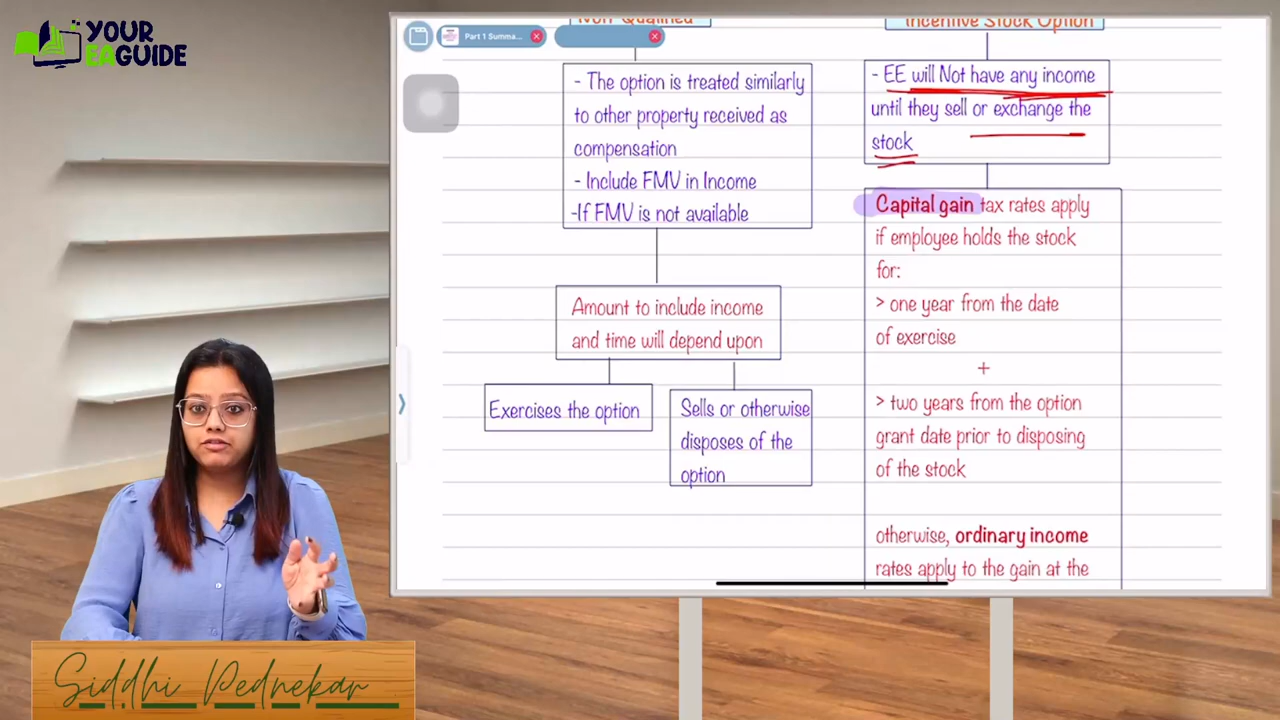 YOUR
EAGUIDE
Part 1 Summa...
Non-Qualified
- The option is treated similarly
to other property received as
compensation
- Include FMV in Income
-If FMV is not available
Amount to include income
and time will depend upon
Exercises the option
Sells or otherwise
disposes of the
option
Incentive Stock Option
- EE will Not have any income
until they sell or exchange the
stock
Capital gain tax rates apply
if employee holds the stock
for:
> one year from the date
of exercise
+
> two years from the option
grant date prior to disposing
of the stock
otherwise, ordinary income
rates apply to the gain at the
Siddhi Pednekar